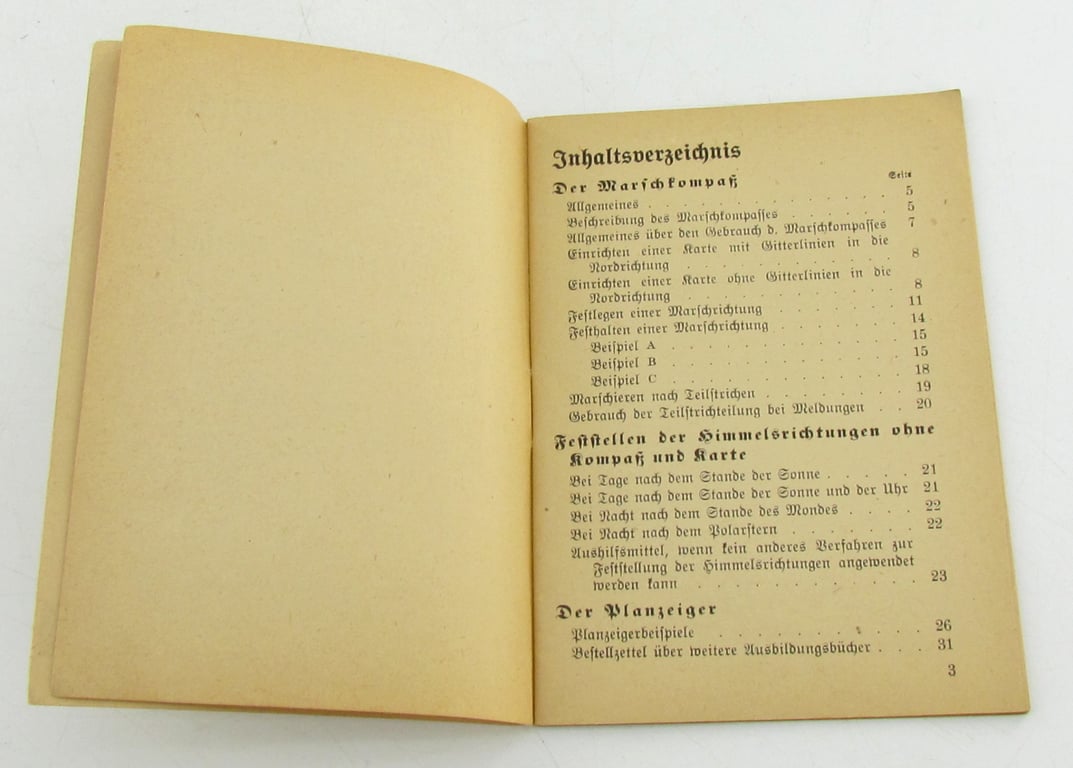 Inhaltsverzeichnis
Seite
Der Marschkompaß
Allgemeines . . . . . . . . . . . . . 5
Beschreibung des Marschkompasses . . . . . . 5
Allgemeines über den Gebrauch d. Marschkompasses 7
Einrichten einer Karte mit Gitterlinien in die
Nordrichtung . . . . . . . . . . . 8
Einrichten einer Karte ohne Gitterlinien in die
Nordrichtung . . . . . . . . . . . 8
Festlegen einer Marschrichtung . . . . . . . 11
Festhalten einer Marschrichtung . . . . . . . 14
Beispiel A . . . . . . . . . . . . 15
Beispiel B . . . . . . . . . . . . 15
Beispiel C . . . . . . . . . . . . 18
Marschieren nach Teilstrichen . . . . . . . 19
Gebrauch der Teilstrichteilung bei Meldungen . . 20
Feststellen der Himmelsrichtungen ohne
Kompaß und Karte
Bei Tage nach dem Stande der Sonne . . . . . 21
Bei Tage nach dem Stande der Sonne und der Uhr 21
Bei Nacht nach dem Stande des Mondes . . . . 22
Bei Nacht nach dem Polarstern . . . . . . . 22
Aushilfsmittel, wenn kein anderes Verfahren zur
Feststellung der Himmelsrichtungen angewendet
werden kann . . . . . . . . . . . 23
Der Planzeiger
Planzeigerbeispiele . . . . . . . . . . 26
Bestellzettel über weitere Ausbildungsbücher . . . 31
3